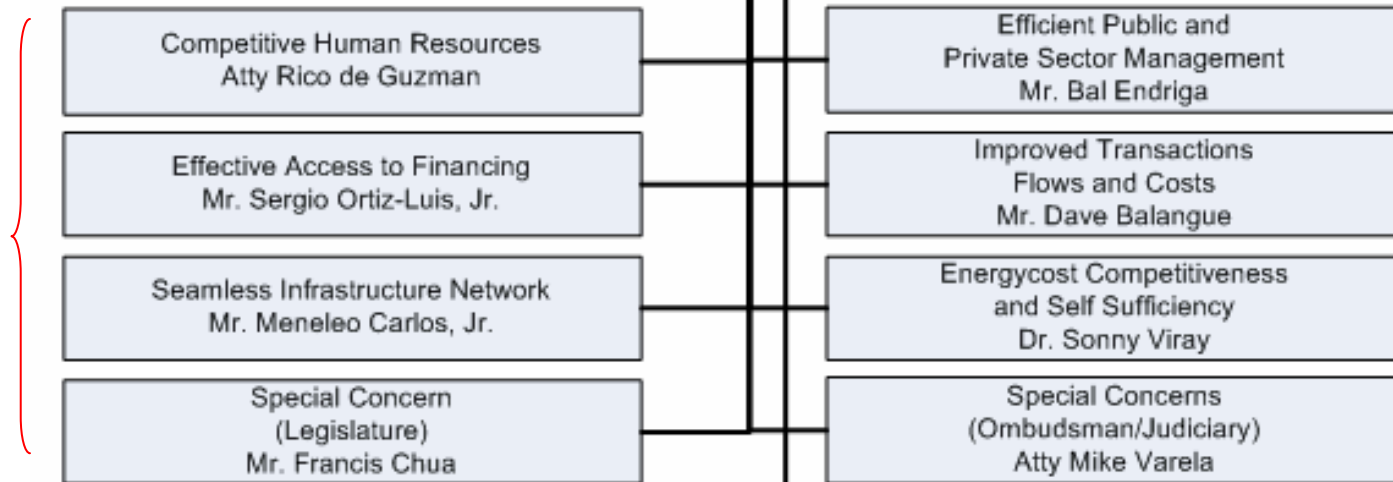 Competitive Human Resources
Atty Rico de Guzman
Efficient Public and
Private Sector Management
Mr. Bal Endriga
Effective Access to Financing
Mr. Sergio Ortiz-Luis, Jr.
Improved Transactions
Flows and Costs
Mr. Dave Balangue
Seamless Infrastructure Network
Mr. Meneleo Carlos, Jr.
Energycost Competitiveness
and Self Sufficiency
Dr. Sonny Viray
Special Concern
(Legislature)
Mr. Francis Chua
Special Concerns
(Ombudsman/Judiciary)
Atty Mike Varela